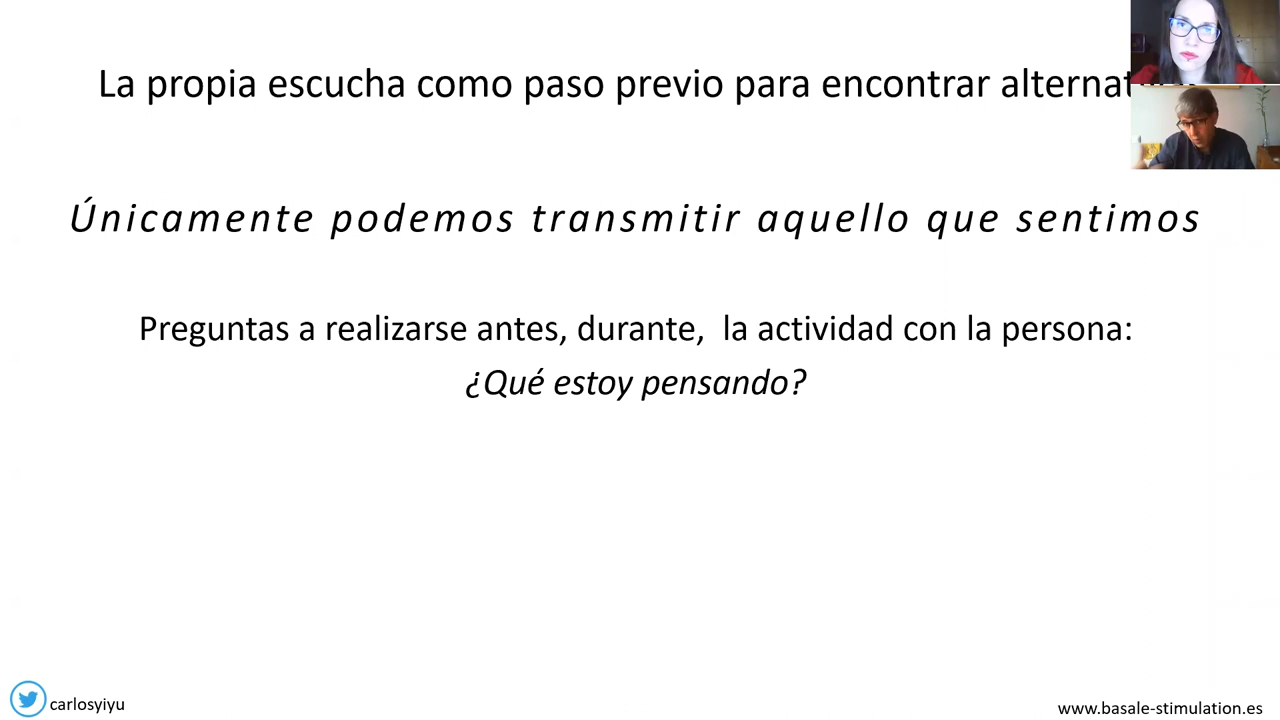 La propia escucha como paso previo para encontrar
Únicamente podemos transmitir aquello que sentimos
Preguntas a realizarse antes, durante, la actividad con la persona:
¿Qué estoy pensando?
carlosyiyu
www.basale-stimulation.es